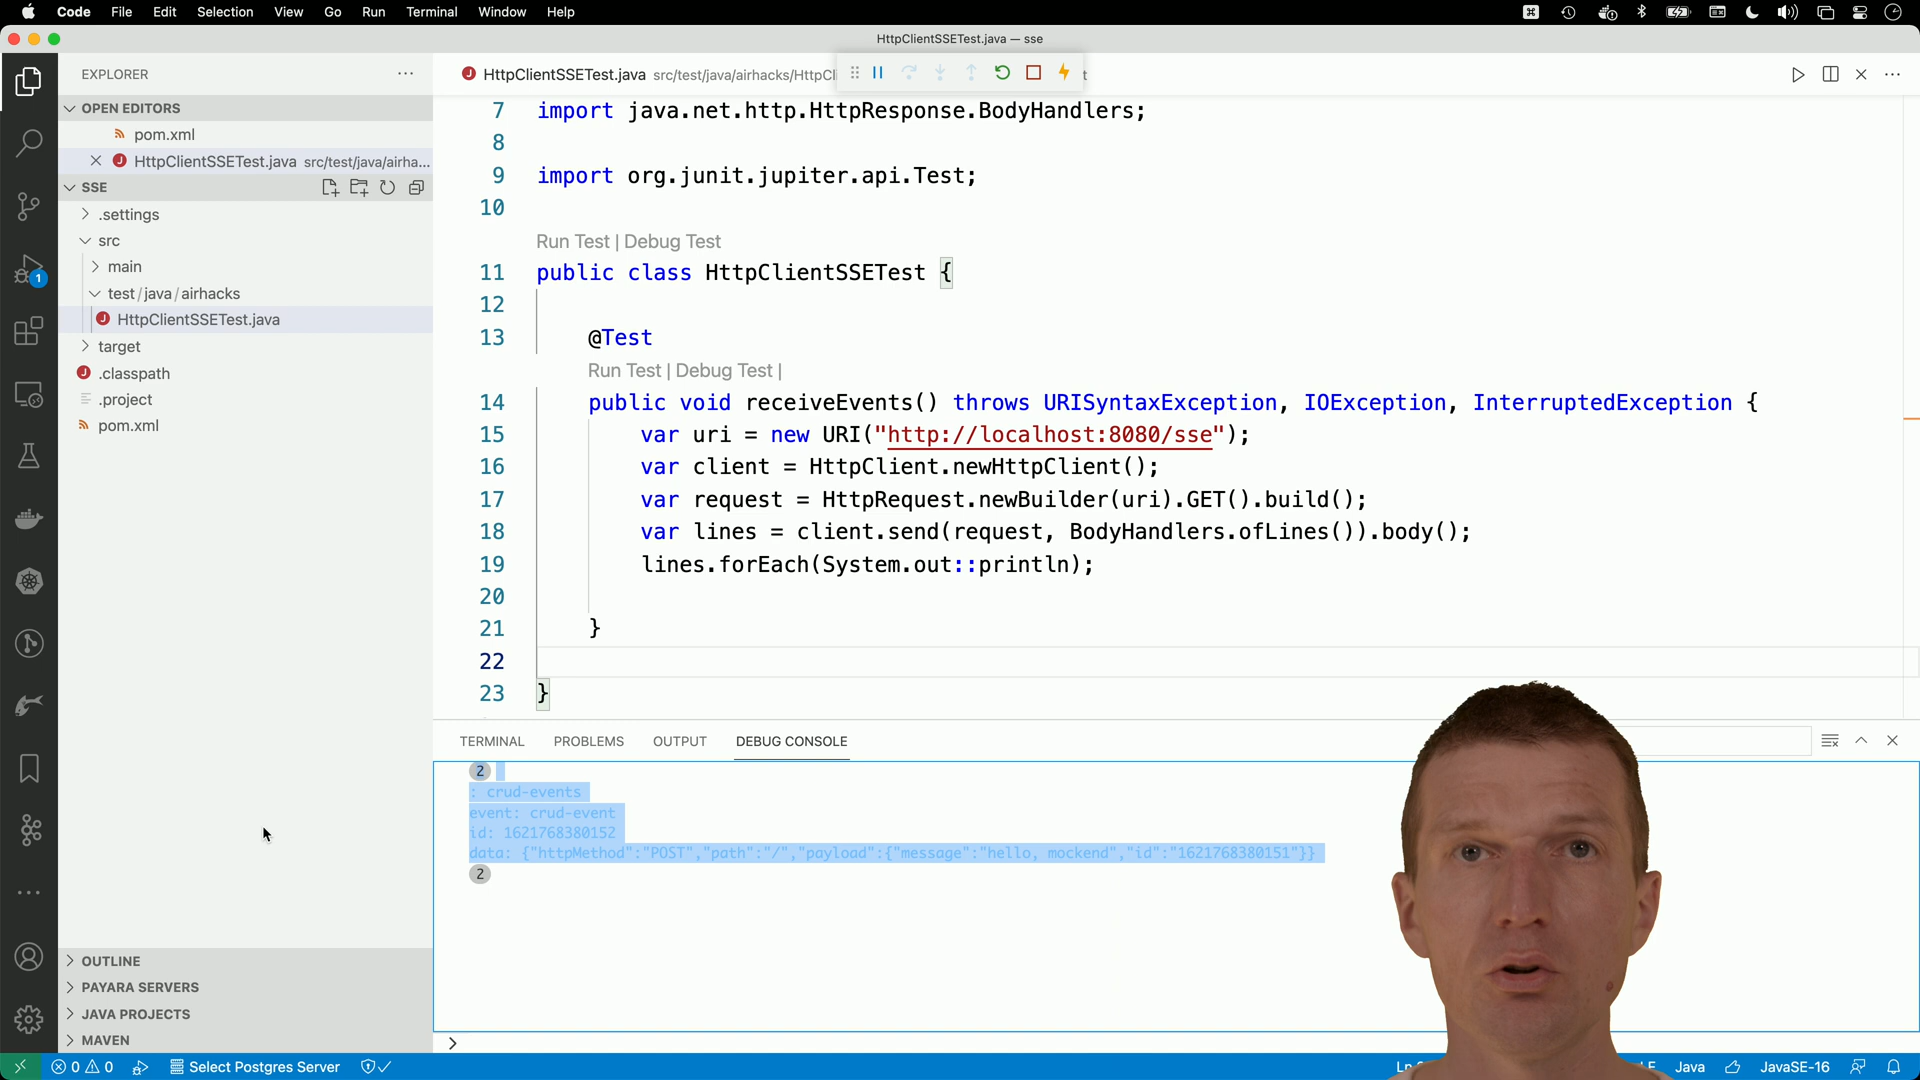 Code File Edit Selection View Go Run Terminal Window Help
HttpClientSSETest.java — sse
EXPLORER
HttpClientSSETest.java src/test/java/airhacks/HttpCl
OPEN EDITORS
pom.xml
HttpClientSSETest.java src/test/java/airha...
SSE
.settings
src
main
test/java/airhacks
HttpClientSSETest.java
target
.classpath
.project
pom.xml
1
7 import java.net.http.HttpResponse.BodyHandlers;
8
9 import org.junit.jupiter.api.Test;
10
Run Test | Debug Test
11 public class HttpClientSSETest {
12
13 @Test
Run Test | Debug Test |
14 public void receiveEvents() throws URISyntaxException, IOException, InterruptedException {
15 var uri = new URI("http://localhost:8080/sse");
16 var client = HttpClient.newHttpClient();
17 var request = HttpRequest.newBuilder(uri).GET().build();
18 var lines = client.send(request, BodyHandlers.ofLines()).body();
19 lines.forEach(System.out::println);
20
21 }
22
23 }
TERMINAL PROBLEMS OUTPUT DEBUG CONSOLE
2
: crud-events
event: crud-event
id: 1621768380152
data: {"httpMethod":"POST","path":"/","payload":{"message":"hello, mockend","id":"1621768380151"}}
2
OUTLINE
PAYARA SERVERS
JAVA PROJECTS
MAVEN
0 0 Select Postgres Server Java JavaSE-16